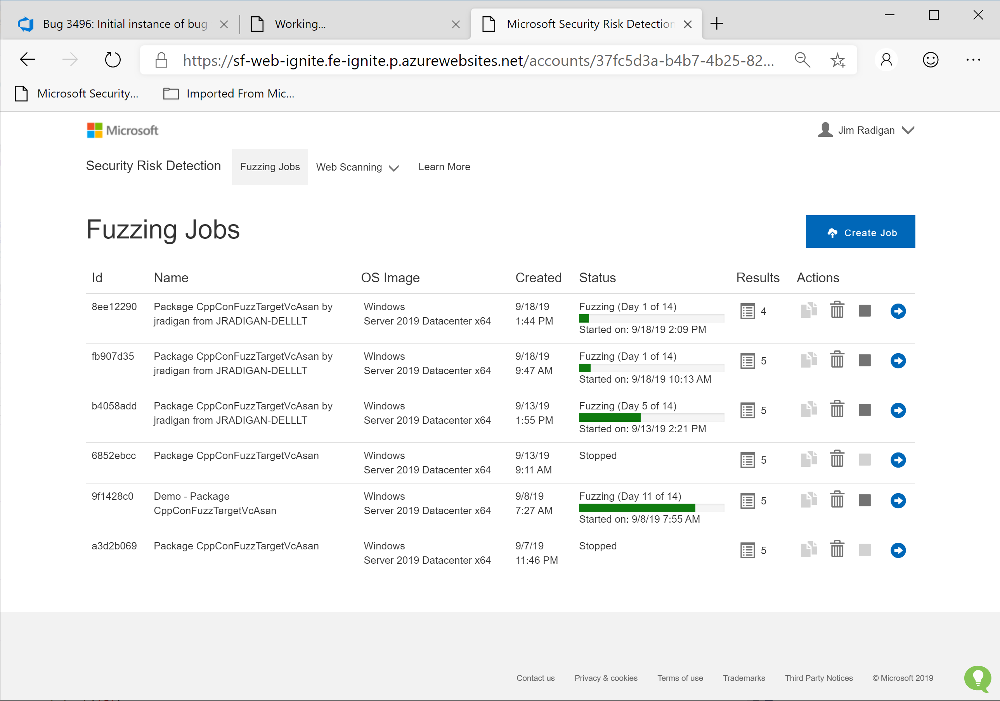 Bug 3496: Initial instance of bug
Working...
Microsoft Security Risk Detection
https://sf-web-ignite.fe-ignite.p.azurewebsites.net/accounts/37fc5d3a-b4b7-4b25-82...
Microsoft Security...
Imported From Mic...
Microsoft
Jim Radigan
Security Risk Detection
Fuzzing Jobs
Web Scanning
Learn More
Fuzzing Jobs
Create Job
Id Name OS Image Created Status Results Actions
8ee12290 Package CppConFuzzTargetVcAsan by Windows 9/18/19 Fuzzing (Day 1 of 14) 4
jradigan from JRADIGAN-DELLLT Server 2019 Datacenter x64 1:44 PM
Started on: 9/18/19 2:09 PM
fb907d35 Package CppConFuzzTargetVcAsan by Windows 9/18/19 Fuzzing (Day 1 of 14) 5
jradigan from JRADIGAN-DELLLT Server 2019 Datacenter x64 9:47 AM
Started on: 9/18/19 10:13 AM
b4058add Package CppConFuzzTargetVcAsan by Windows 9/13/19 Fuzzing (Day 5 of 14) 5
jradigan from JRADIGAN-DELLLT Server 2019 Datacenter x64 1:55 PM
Started on: 9/13/19 2:21 PM
6852ebcc Package CppConFuzzTargetVcAsan Windows 9/13/19 Stopped 5
Server 2019 Datacenter x64 9:11 AM
9f1428c0 Demo - Package Windows 9/8/19 Fuzzing (Day 11 of 14) 5
CppConFuzzTargetVcAsan Server 2019 Datacenter x64 7:27 AM
Started on: 9/8/19 7:55 AM
a3d2b069 Package CppConFuzzTargetVcAsan Windows 9/7/19 Stopped 5
Server 2019 Datacenter x64 11:46 PM
Contact us Privacy & cookies Terms of use Trademarks Third Party Notices © Microsoft 2019